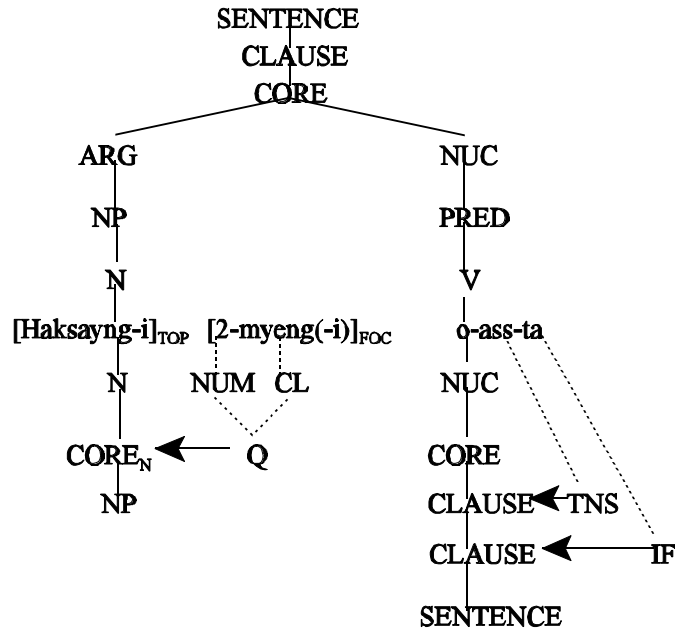 SENTENCE
CLAUSE
CORE
ARG NUC
NP PRED
N V
[Haksayng-i]TOP [2-myeng(-i)]FOC o-ass-ta
N NUM CL NUC
COREN Q CORE
NP CLAUSE TNS
CLAUSE IF
SENTENCE